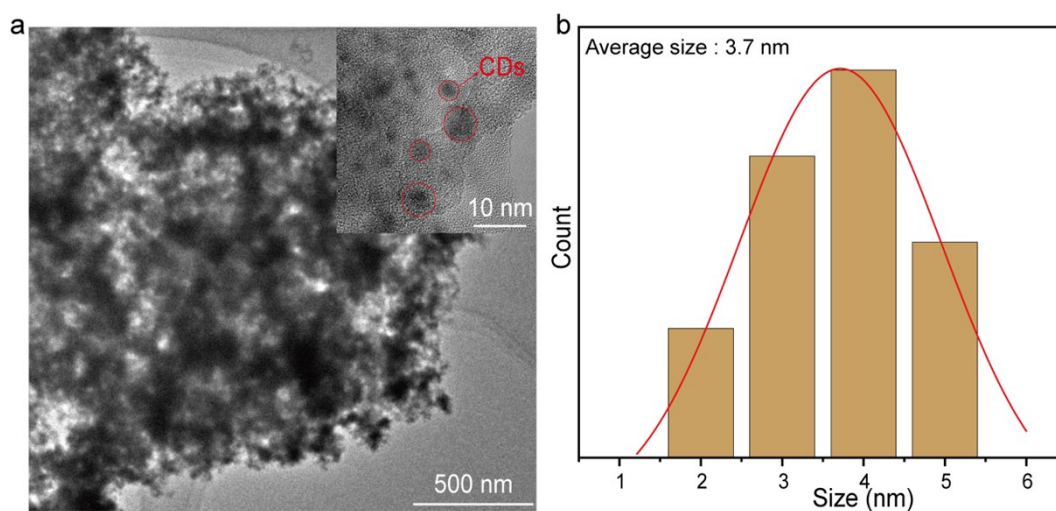 a
CDs
10 nm
500 nm
b
Average size : 3.7 nm
Count
1 2 3 4 5 6
Size (nm)